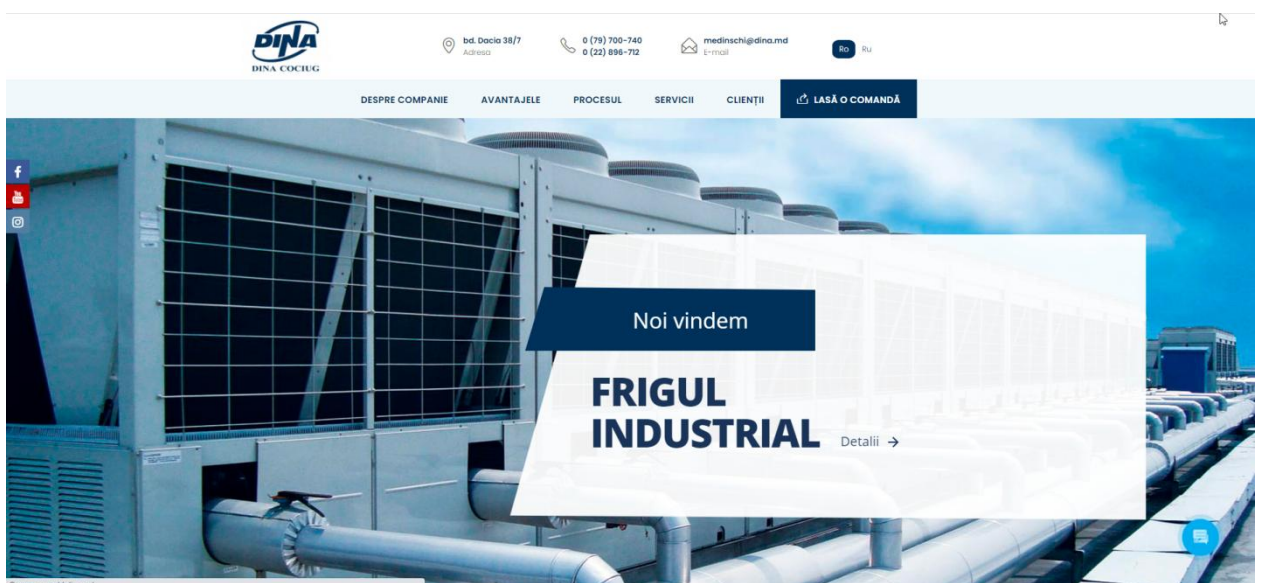 DINA
DINA COCIUG
bd. Dacia 38/7
Adresa
0 (79) 700-740
0 (22) 896-712
medinschi@dina.md
E-mail
Ro Ru
DESPRE COMPANIE AVANTAJELE PROCESUL SERVICII CLIENȚII LASĂ O COMANDĂ
Noi vindem
FRIGUL
INDUSTRIAL
Detalii →